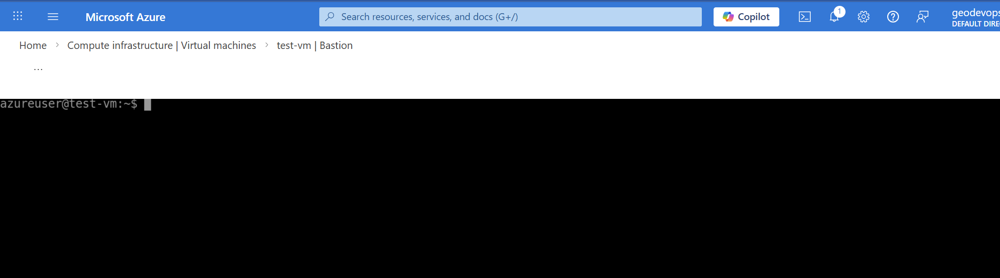 Microsoft Azure
Search resources, services, and docs (G+/)
Copilot
1
geodevops
DEFAULT DIRE
Home > Compute infrastructure | Virtual machines > test-vm | Bastion
...
azureuser@test-vm:~$